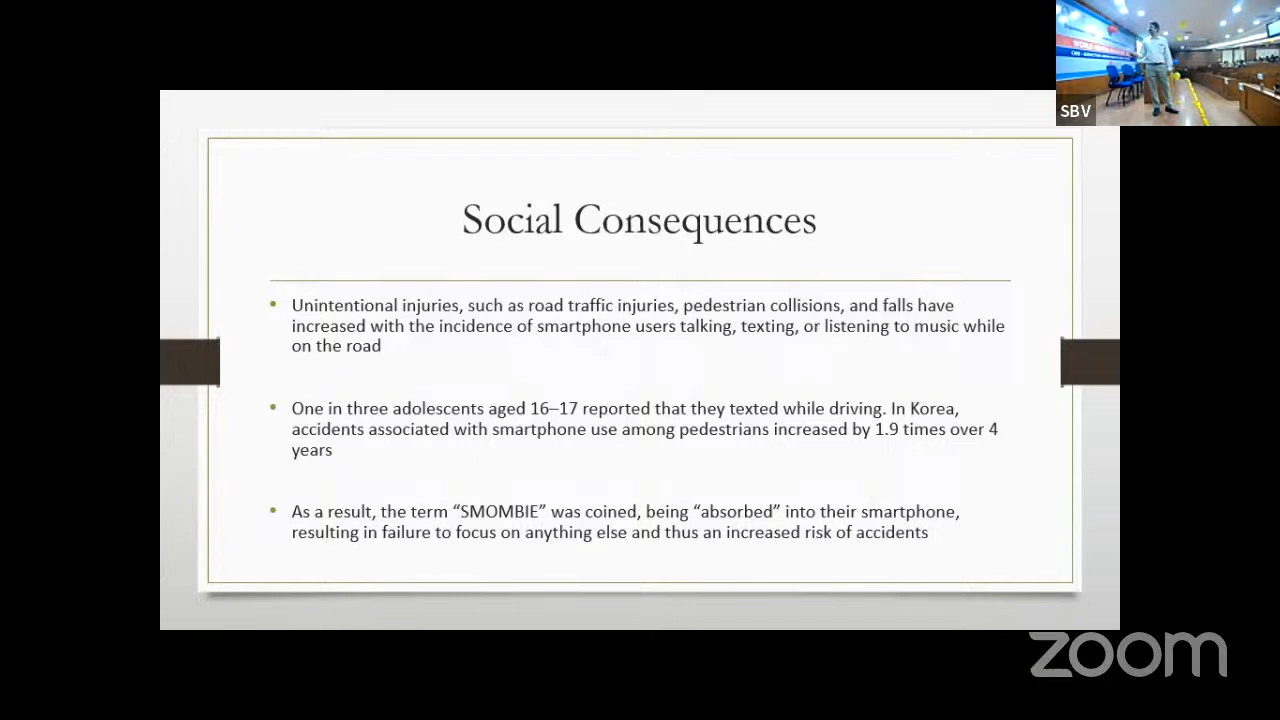 SBV
Social Consequences
• Unintentional injuries, such as road traffic injuries, pedestrian collisions, and falls have
increased with the incidence of smartphone users talking, texting, or listening to music while
on the road
• One in three adolescents aged 16–17 reported that they texted while driving. In Korea,
accidents associated with smartphone use among pedestrians increased by 1.9 times over 4
years
• As a result, the term “SMOMBIE” was coined, being “absorbed” into their smartphone,
resulting in failure to focus on anything else and thus an increased risk of accidents
zoom